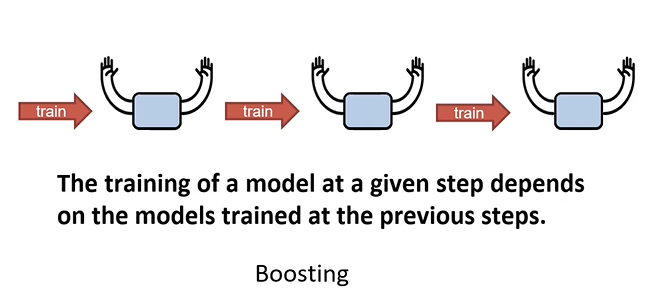 train
train
train
The training of a model at a given step depends
on the models trained at the previous steps.
Boosting